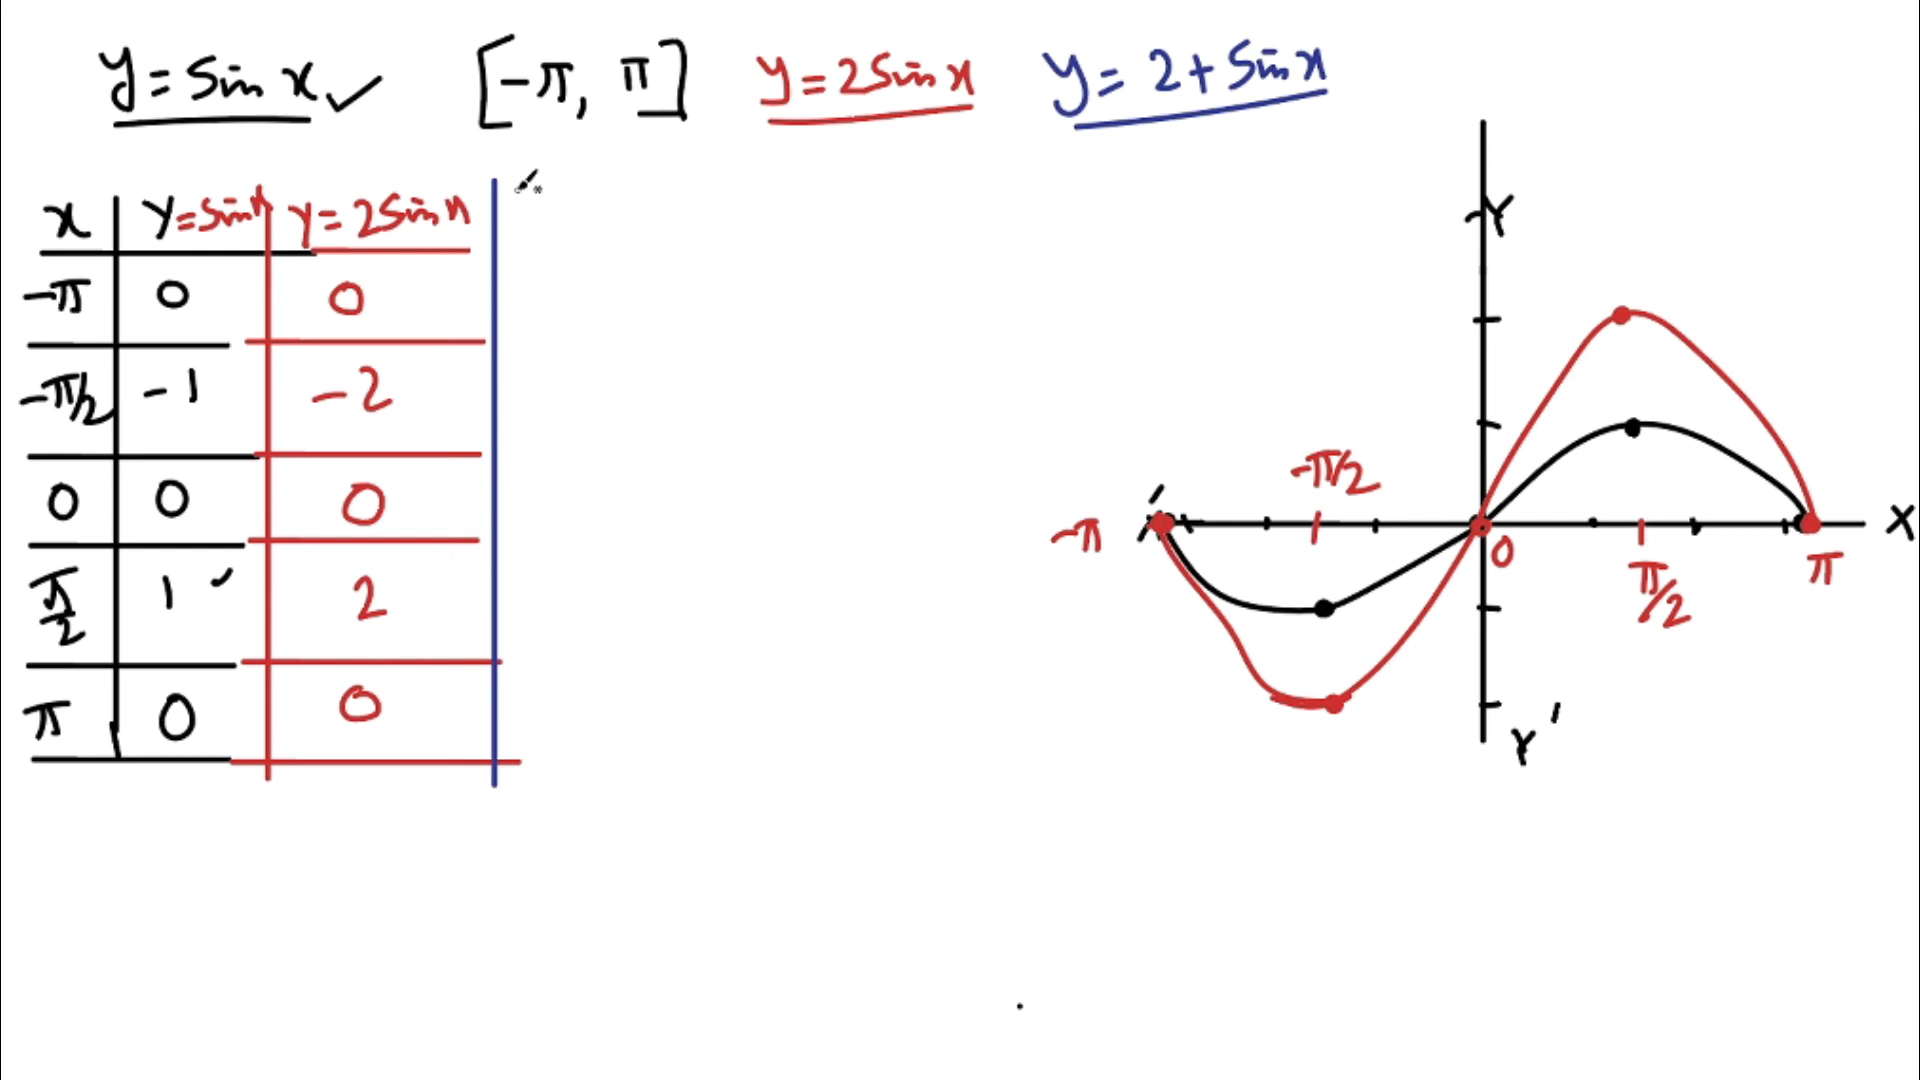 y = sin x ✓ [-π, π] y = 2 sin x y = 2 + sin x
x y = sin x y = 2 sin x
-π 0 0
-π/2 -1 -2
0 0 0
π/2 1 2
π 0 0
Y
-π/2
-π 0 π/2 π X
Y'